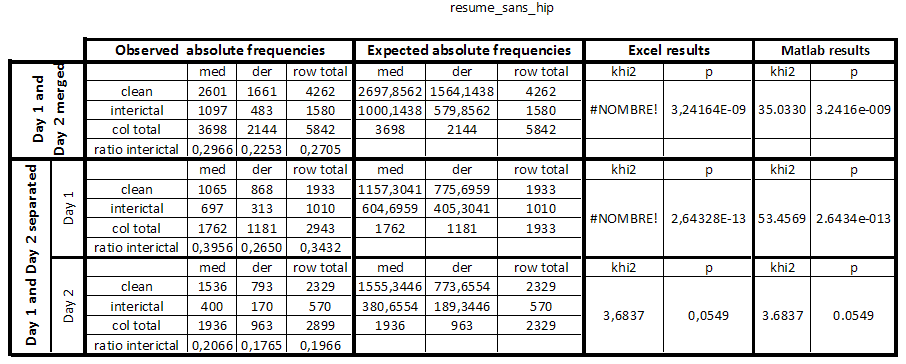 resume_sans_hip
Observed absolute frequencies Expected absolute frequencies Excel results Matlab results
Day 1 and Day 2 merged
med der row total med der row total khi2 p khi2 p
clean 2601 1661 4262 2697,8562 1564,1438 4262
interictal 1097 483 1580 1000,1438 579,8562 1580
#NOMBRE! 3,24164E-09 35.0330 3.2416e-009
col total 3698 2144 5842 3698 2144 5842
ratio interictal 0,2966 0,2253 0,2705
Day 1 and Day 2 separated
Day 1
med der row total med der row total khi2 p khi2 p
clean 1065 868 1933 1157,3041 775,6959 1933
interictal 697 313 1010 604,6959 405,3041 1010
#NOMBRE! 2,64328E-13 53.4569 2.6434e-013
col total 1762 1181 2943 1762 1181 1933
ratio interictal 0,3956 0,2650 0,3432
Day 2
med der row total med der row total khi2 p khi2 p
clean 1536 793 2329 1555,3446 773,6554 2329
interictal 400 170 570 380,6554 189,3446 570
3,6837 0,0549 3.6837 0.0549
col total 1936 963 2899 1936 963 2329
ratio interictal 0,2066 0,1765 0,1966